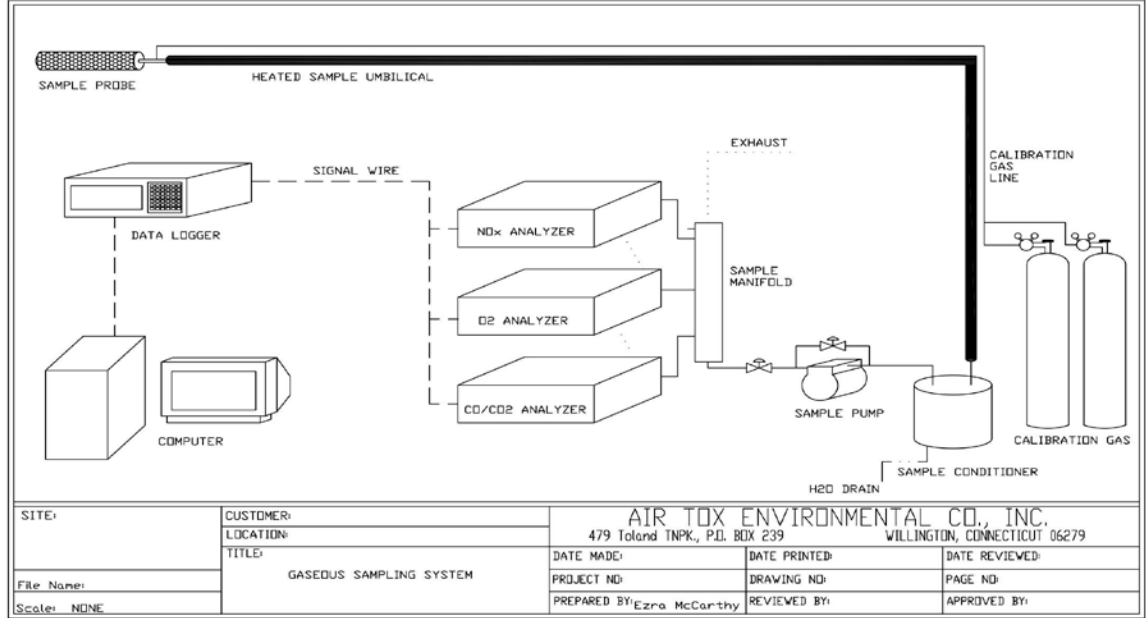 SAMPLE PROBE
HEATED SAMPLE UMBILICAL
EXHAUST
CALIBRATION
GAS
LINE
SIGNAL WIRE
DATA LOGGER
NOx ANALYZER
SAMPLE
MANIFOLD
O2 ANALYZER
CO/CO2 ANALYZER
SAMPLE PUMP
COMPUTER
CALIBRATION GAS
SAMPLE CONDITIONER
H2O DRAIN
SITE:
CUSTOMER:
LOCATION:
TITLE:
GASEOUS SAMPLING SYSTEM
File Name:
Scale: NONE
AIR TOX ENVIRONMENTAL CO., INC.
479 Toland TNPK., P.O. BOX 239 WILLINGTON, CONNECTICUT 06279
DATE MADE: DATE PRINTED: DATE REVIEWED:
PROJECT NO: DRAWING NO: PAGE NO:
PREPARED BY: Ezra McCarthy REVIEWED BY: APPROVED BY: